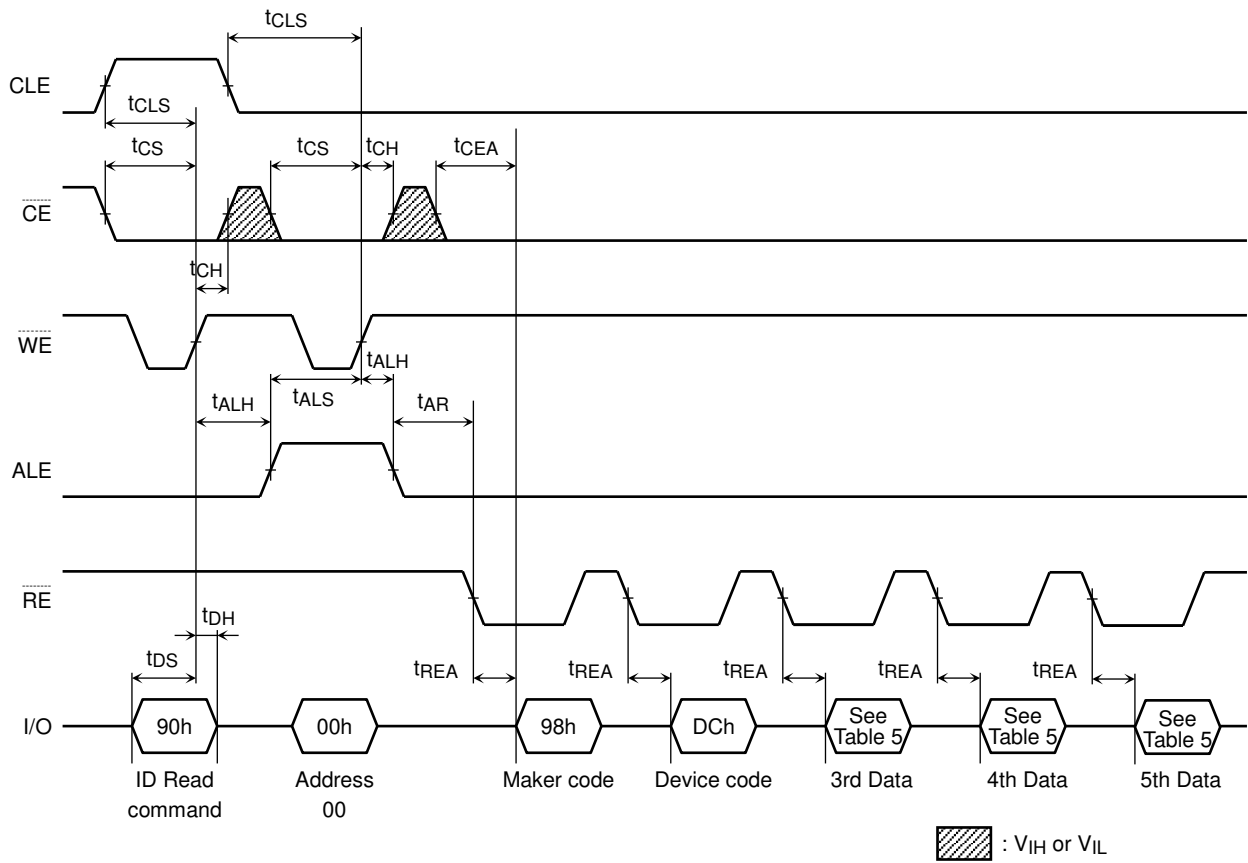 tCLS
CLE
tCLS
tCS
tCS
tCH
tCEA
CE
tCH
WE
tALH
tALH
tALS
tAR
ALE
RE
tDH
tDS
tREA
tREA
tREA
tREA
tREA
I/O
90h
00h
98h
DCh
See
Table 5
See
Table 5
See
Table 5
ID Read
command
Address
00
Maker code
Device code
3rd Data
4th Data
5th Data
: VIH or VIL